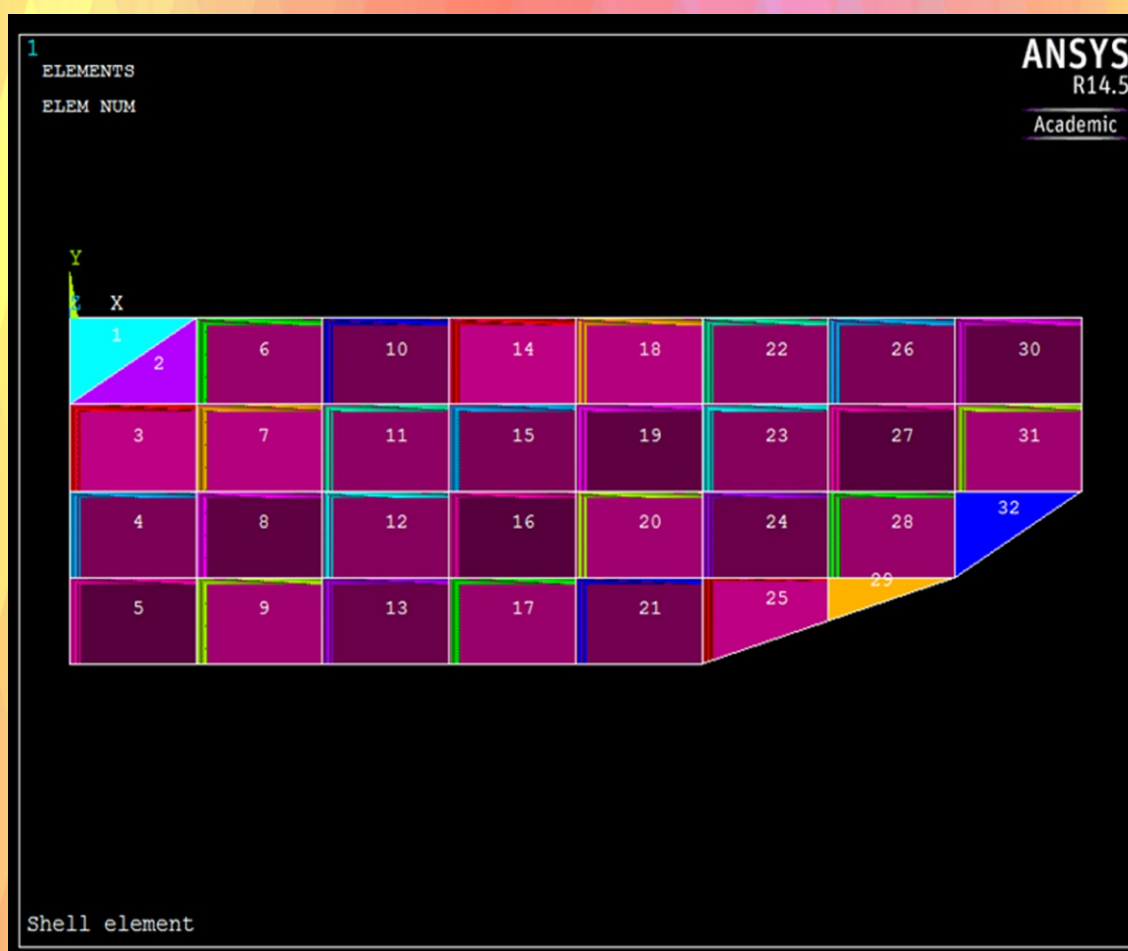 1
ELEMENTS
ELEM NUM
ANSYS
R14.5
Academic
Y
Z X
1 2 6 10 14 18 22 26 30
3 7 11 15 19 23 27 31
4 8 12 16 20 24 28 32
5 9 13 17 21 25 29
Shell element